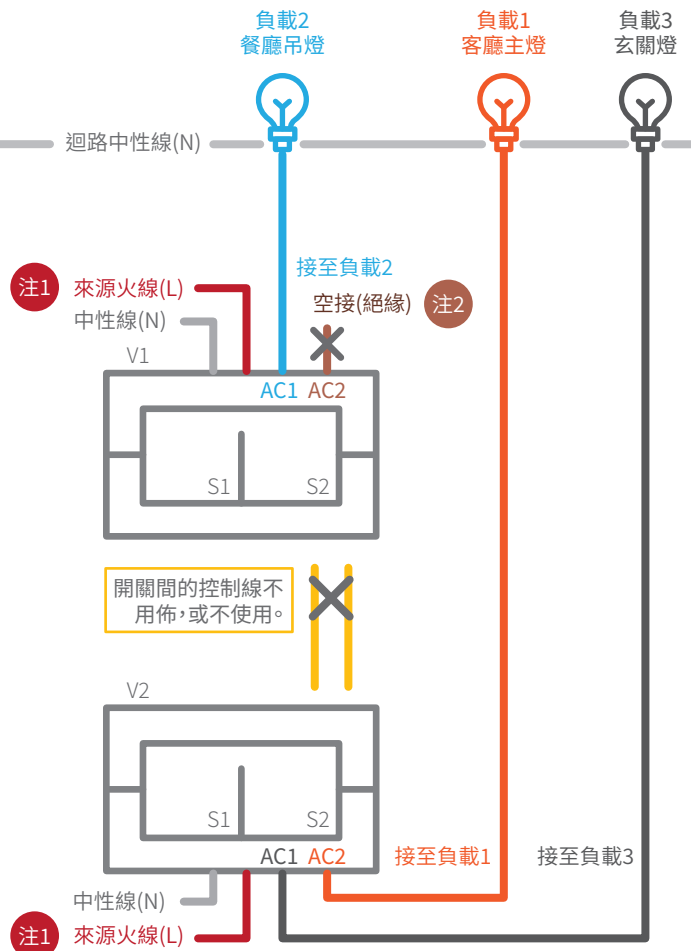 負載2
餐廳吊燈
負載1
客廳主燈
負載3
玄關燈
迴路中性線(N)
接至負載2
注1
來源火線(L)
空接(絕緣)
注2
中性線(N)
V1
AC1
AC2
S1
S2
開關間的控制線不
用佈，或不使用。
V2
S1
S2
AC1
AC2
接至負載1
接至負載3
中性線(N)
注1
來源火線(L)